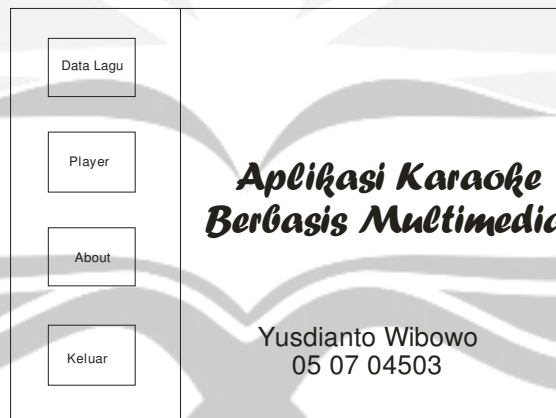 Data Lagu
Player
About
Keluar
Aplikasi Karaoke
Berbasis Multimedia
Yusdianto Wibowo
05 07 04503